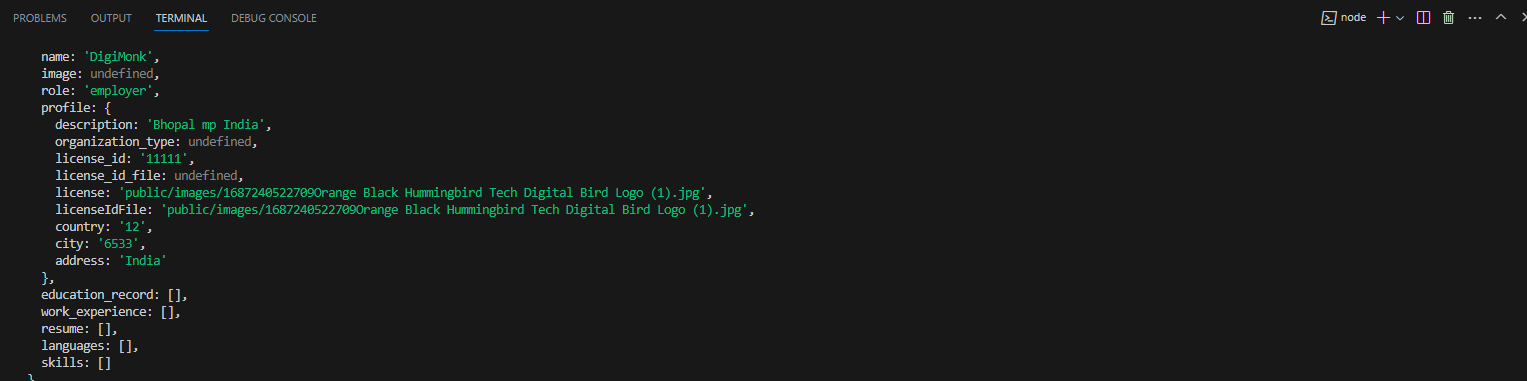 PROBLEMS OUTPUT TERMINAL DEBUG CONSOLE node
name: 'DigiMonk',
image: undefined,
role: 'employer',
profile: {
description: 'Bhopal mp India',
organization_type: undefined,
license_id: '11111',
license_id_file: undefined,
license: 'public/images/1687240522709Orange Black Hummingbird Tech Digital Bird Logo (1).jpg',
licenseIdFile: 'public/images/1687240522709Orange Black Hummingbird Tech Digital Bird Logo (1).jpg',
country: '12',
city: '6533',
address: 'India'
},
education_record: [],
work_experience: [],
resume: [],
languages: [],
skills: []
}